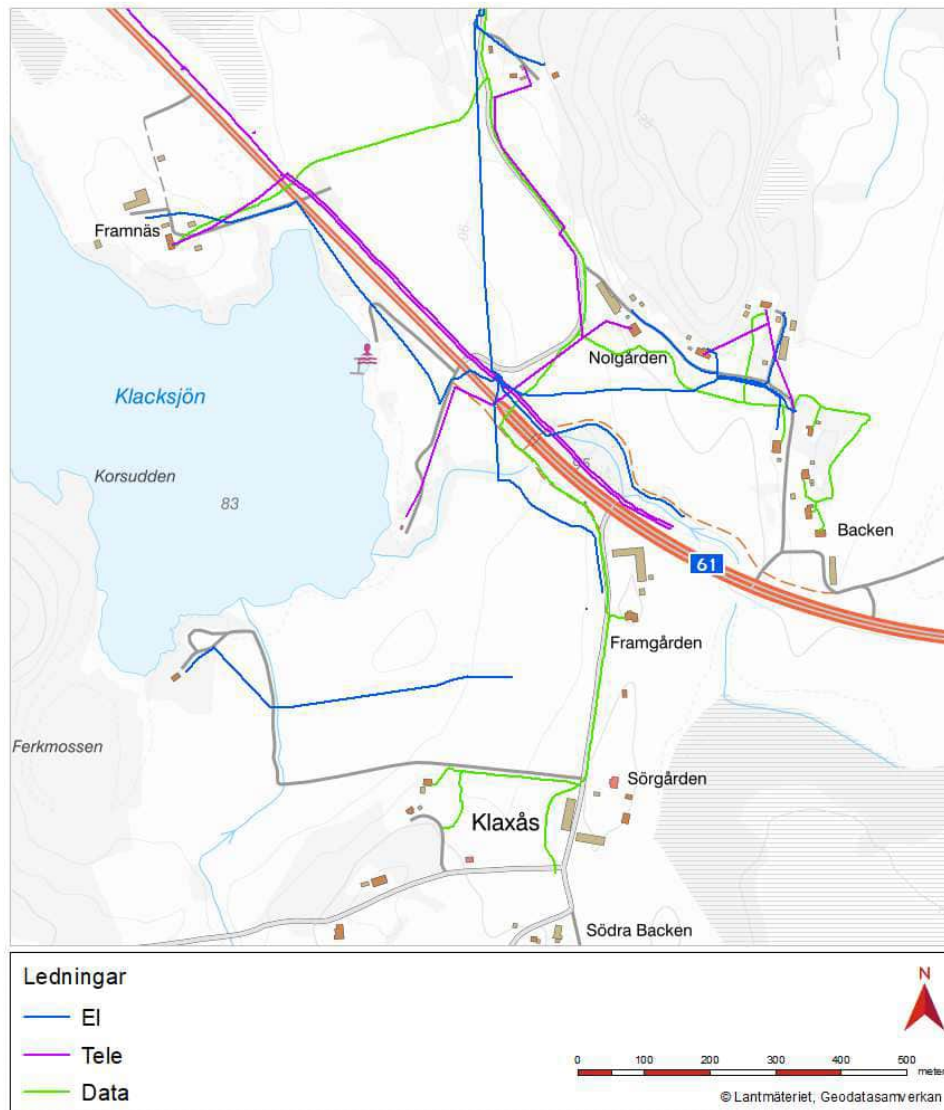 Framnäs
Klacksjön
Korsudden
83
Nolgården
Backen
61
Framgården
Ferkmossen
Sörgården
Klaxås
Södra Backen
Ledningar
El
Tele
Data
N
0 100 200 300 400 500
meter
© Lantmäteriet, Geodatasamverkan